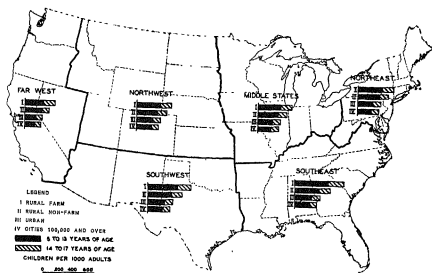 FAR WEST
NORTHWEST
MIDDLE STATES
NORTHEAST
SOUTHWEST
SOUTHEAST
LEGEND
I RURAL FARM
II RURAL NON-FARM
III URBAN
IV CITIES 100,000 AND OVER
5 TO 13 YEARS OF AGE
14 TO 17 YEARS OF AGE
CHILDREN PER 1000 ADULTS
0 200 400 600